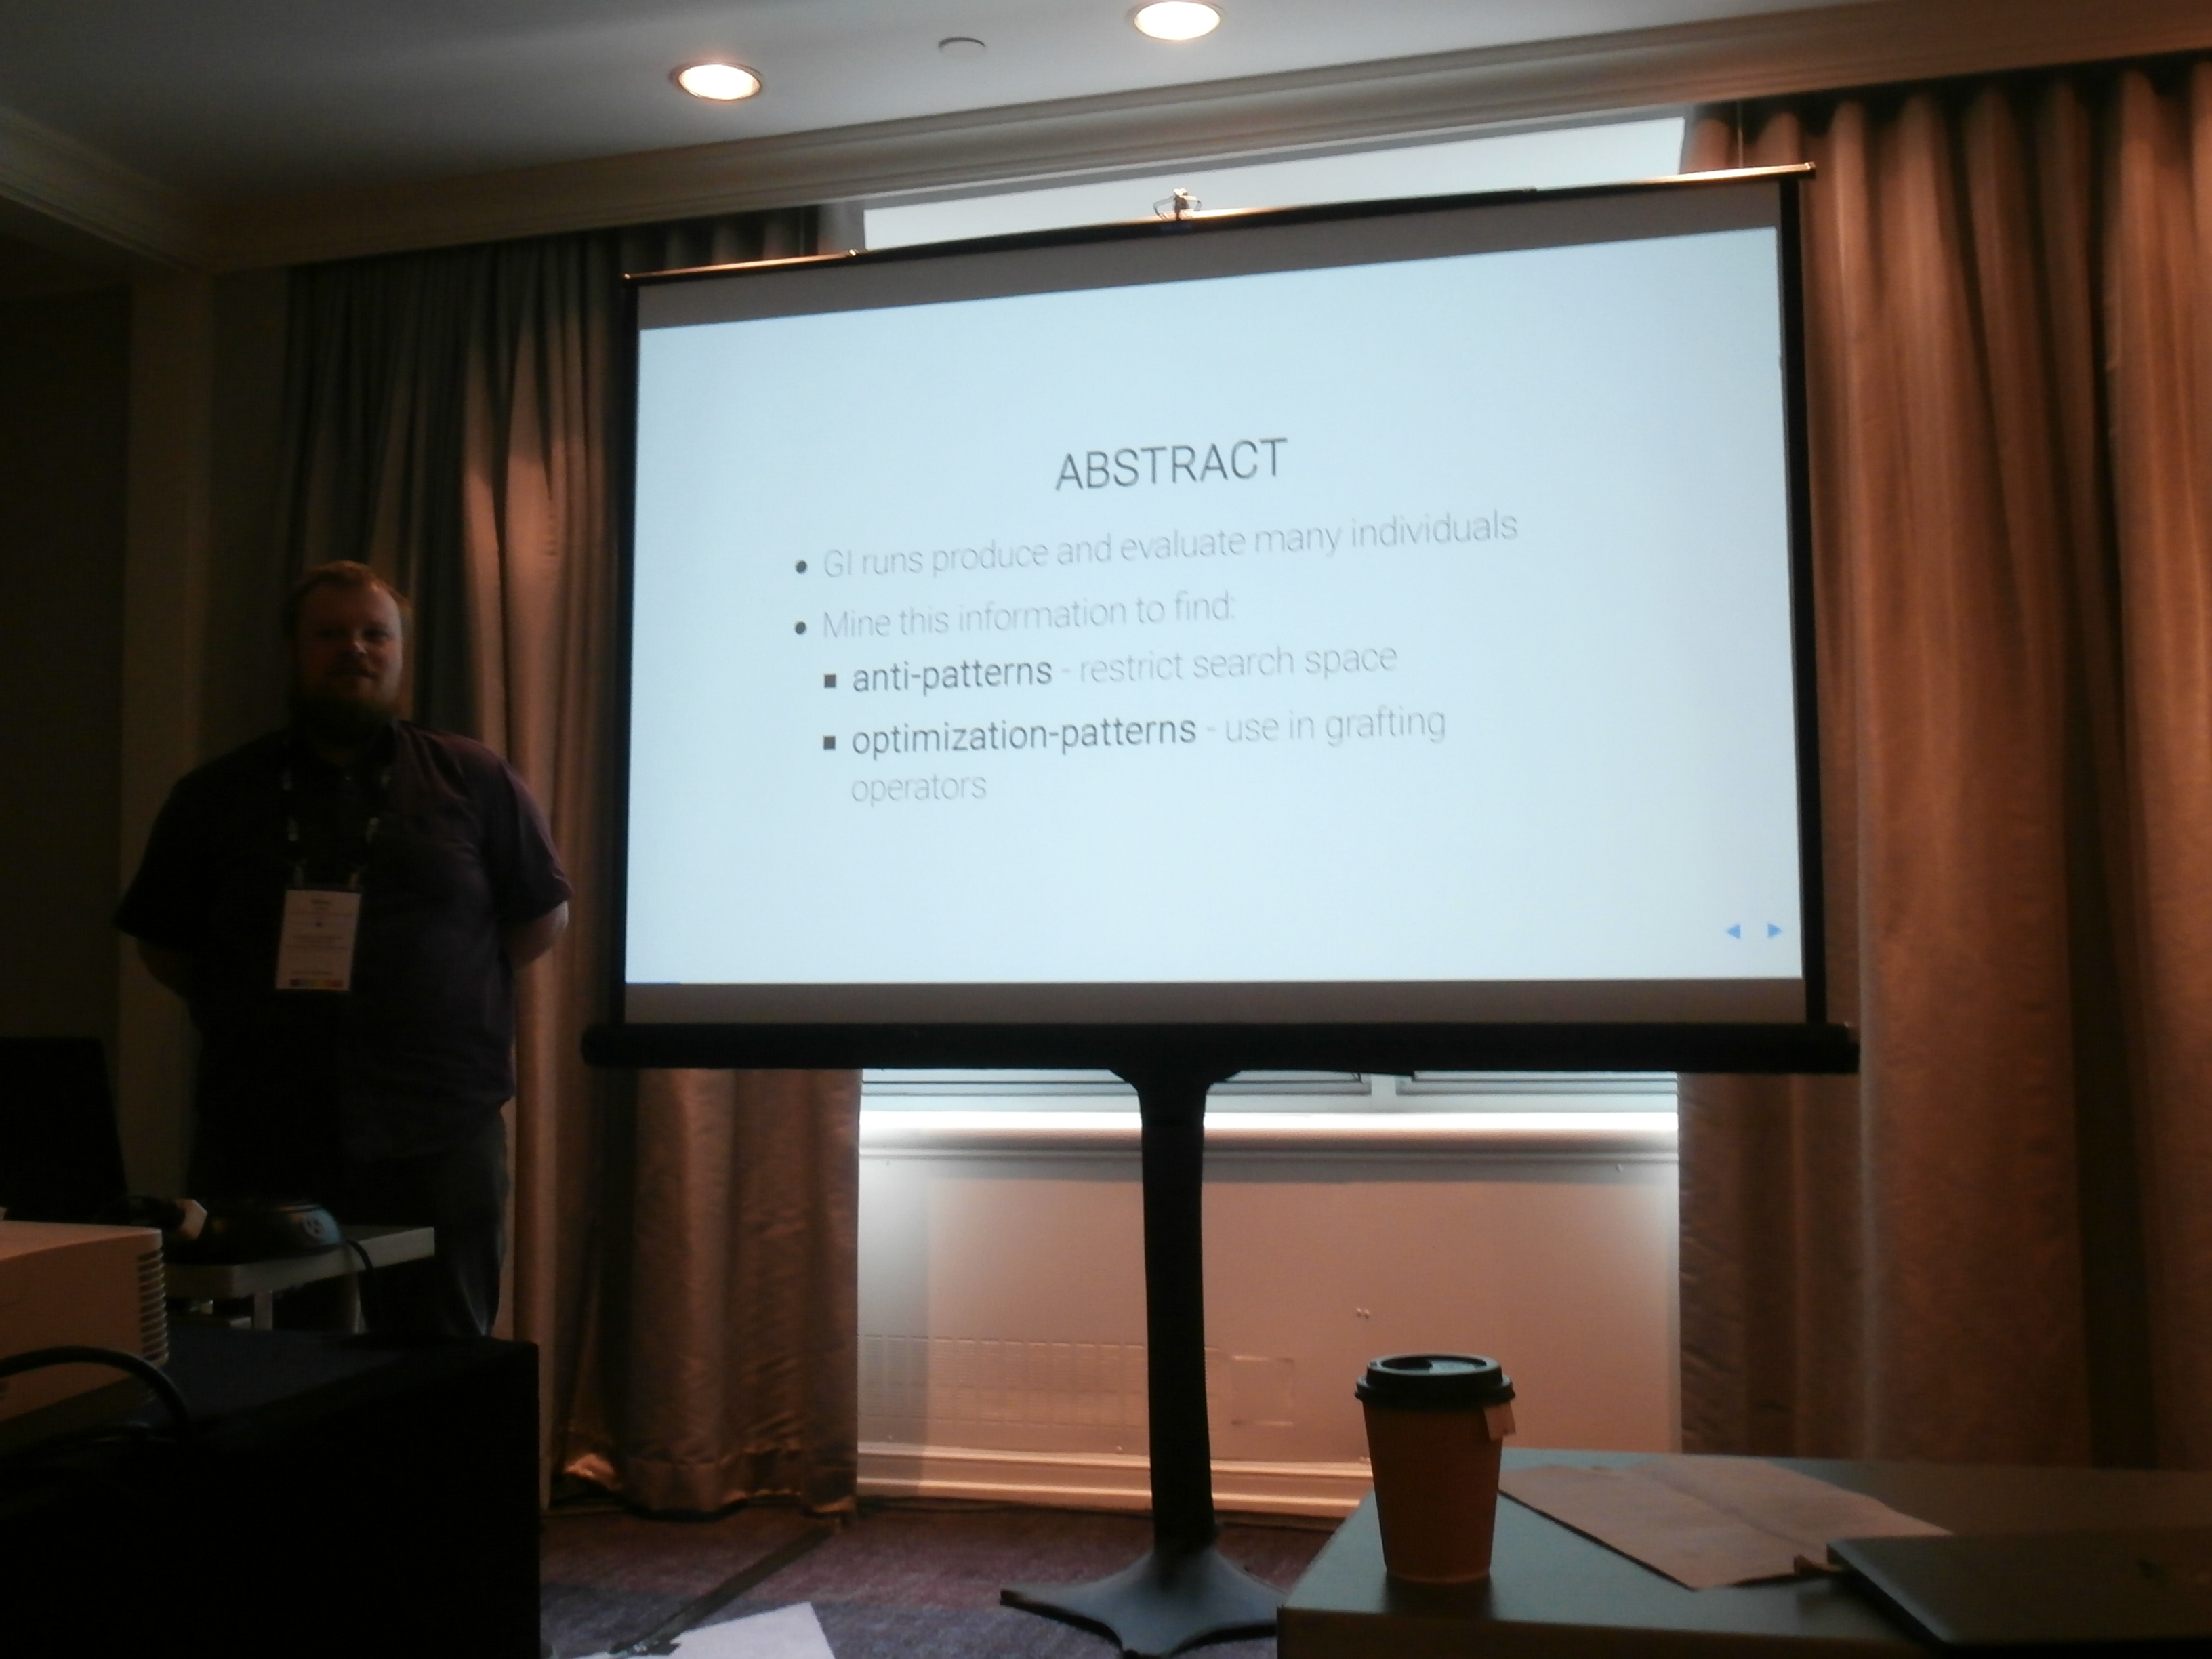 ABSTRACT
GI runs produce and evaluate many individuals
Mine this information to find:
anti-patterns - restrict search space
optimization-patterns - use in grafting
operators